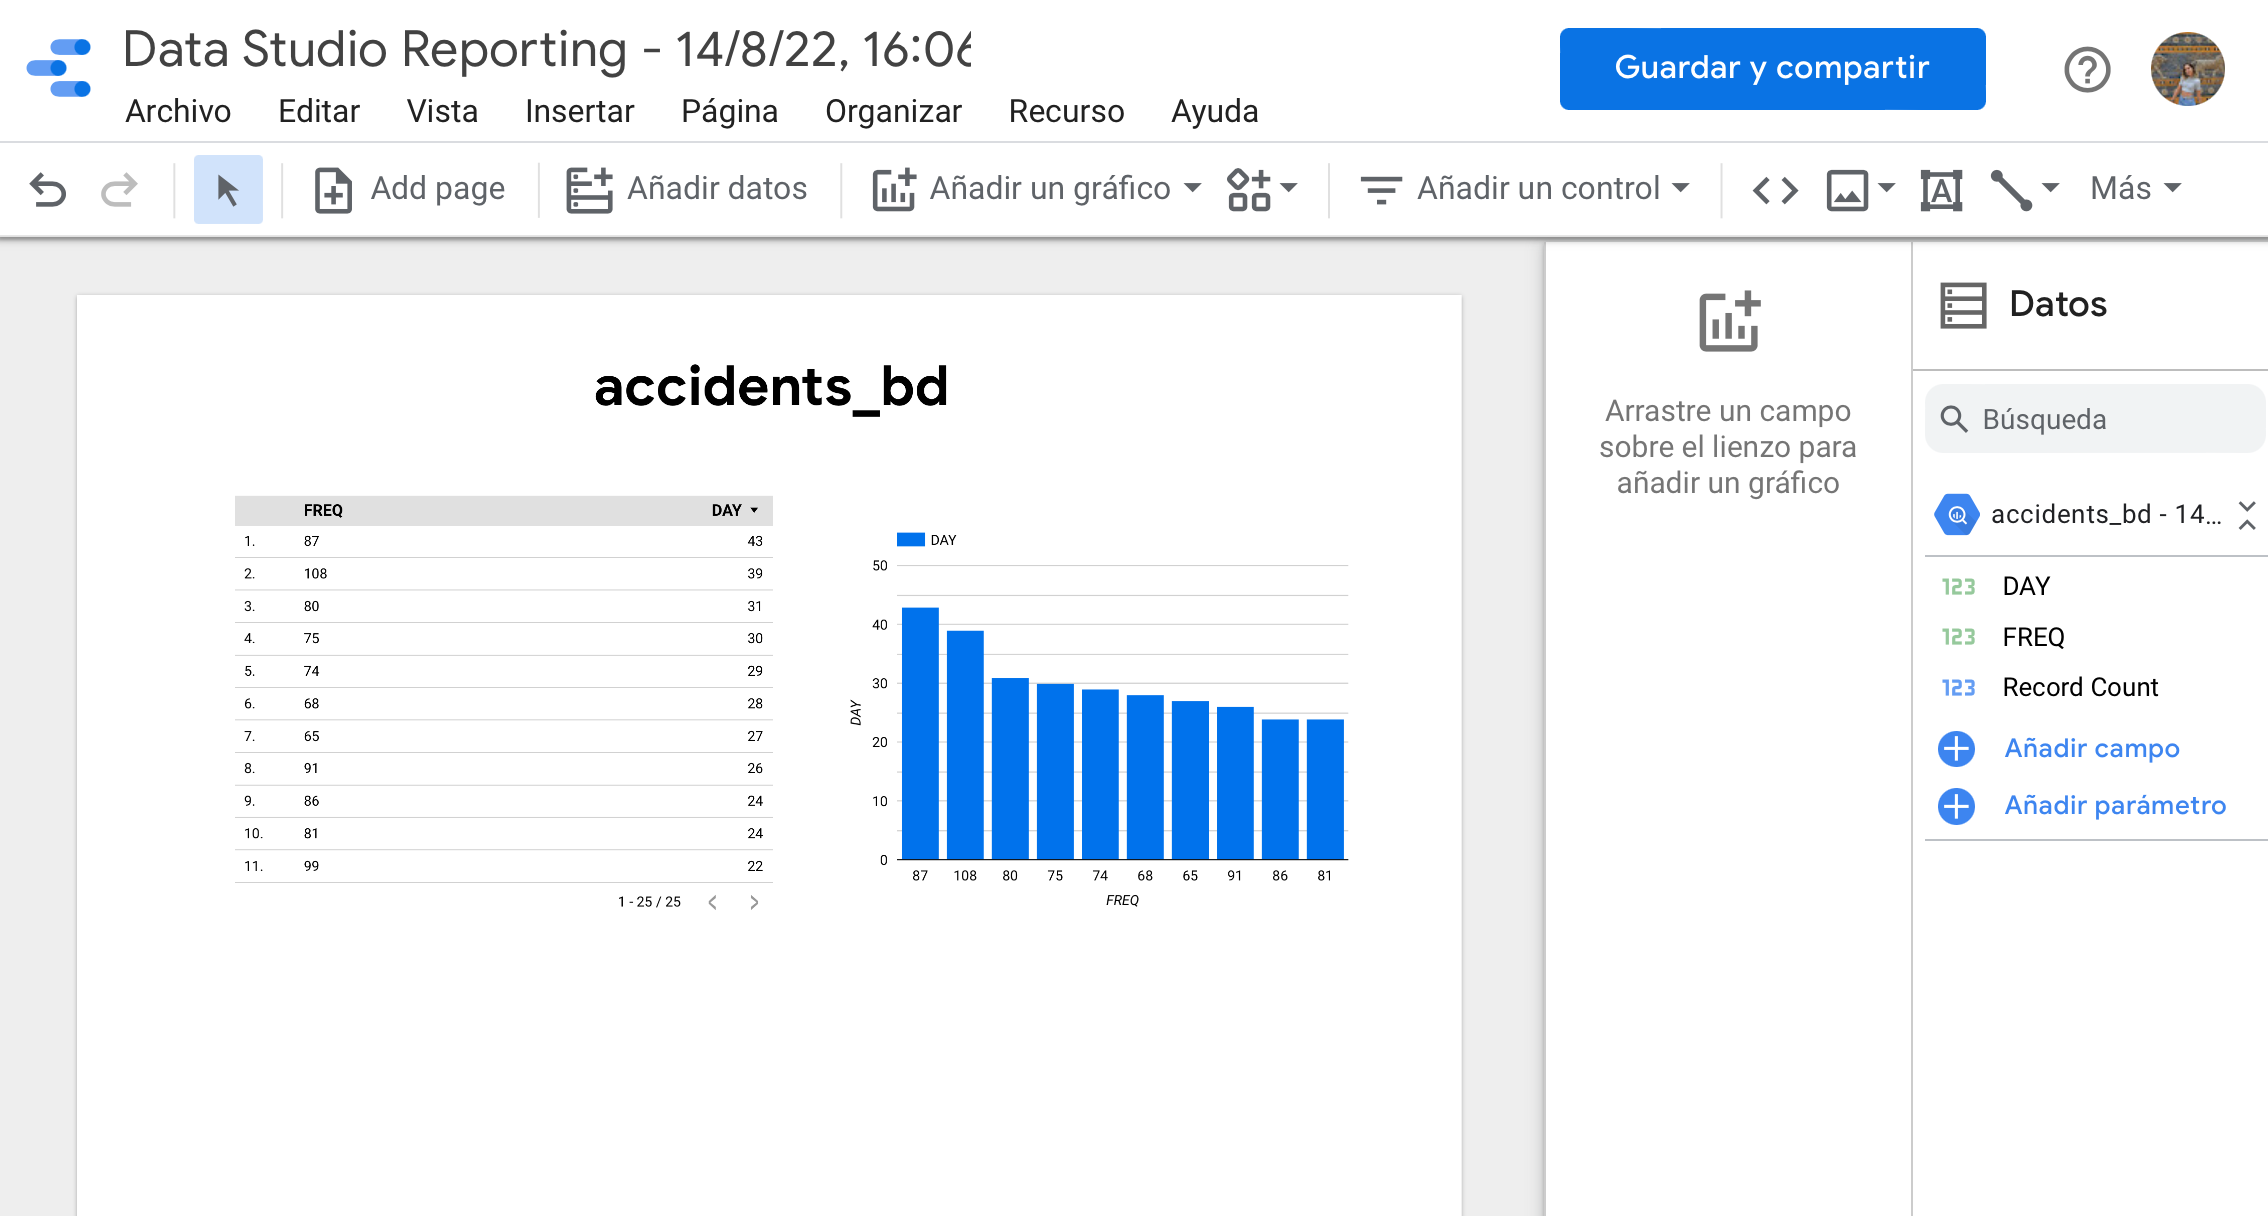 Data Studio Reporting - 14/8/22, 16:06
Archivo Editar Vista Insertar Página Organizar Recurso Ayuda
Guardar y compartir
Add page Añadir datos Añadir un gráfico Añadir un control Más
accidents_bd
FREQ DAY
1. 87 43
2. 108 39
3. 80 31
4. 75 30
5. 74 29
6. 68 28
7. 65 27
8. 91 26
9. 86 24
10. 81 24
11. 99 22
1 - 25 / 25
DAY
50
40
30
20
10
0
DAY
87 108 80 75 74 68 65 91 86 81
FREQ
Arrastre un campo
sobre el lienzo para
añadir un gráfico
Datos
Búsqueda
accidents_bd - 14...
123 DAY
123 FREQ
123 Record Count
Añadir campo
Añadir parámetro